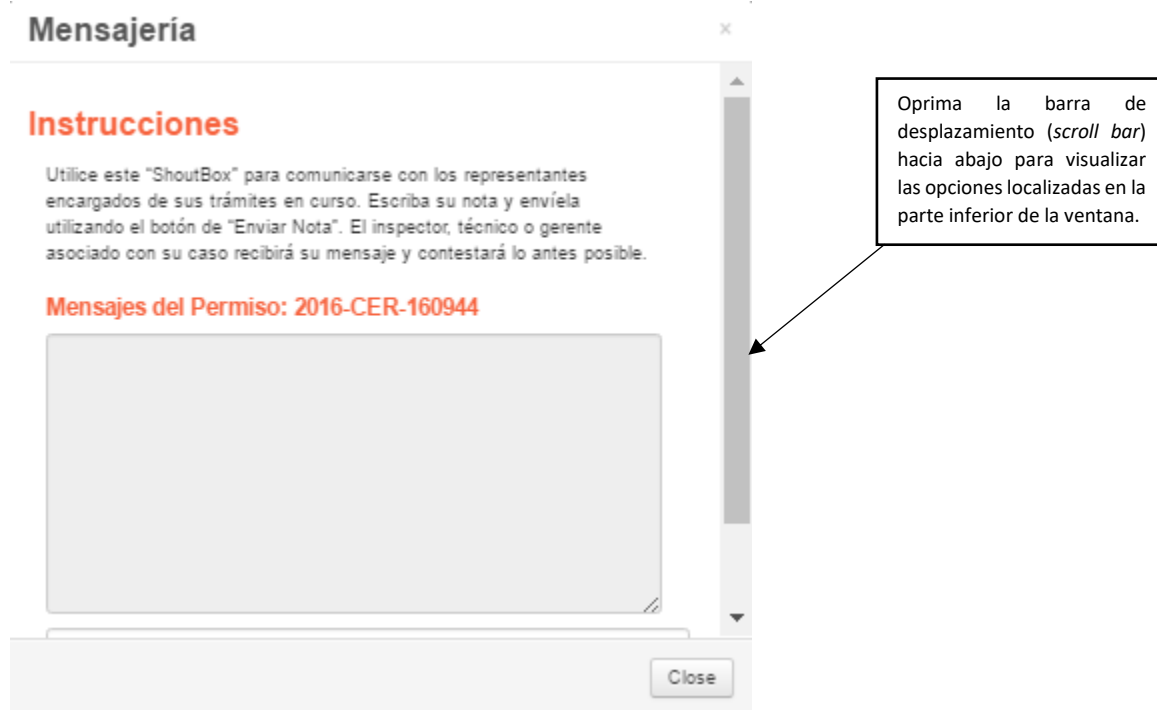 Mensajería
×
Instrucciones
Utilice este "ShoutBox" para comunicarse con los representantes
encargados de sus trámites en curso. Escriba su nota y envíela
utilizando el botón de "Enviar Nota". El inspector, técnico o gerente
asociado con su caso recibirá su mensaje y contestará lo antes posible.
Mensajes del Permiso: 2016-CER-160944
Close
Oprima la barra de
desplazamiento (scroll bar)
hacia abajo para visualizar
las opciones localizadas en la
parte inferior de la ventana.